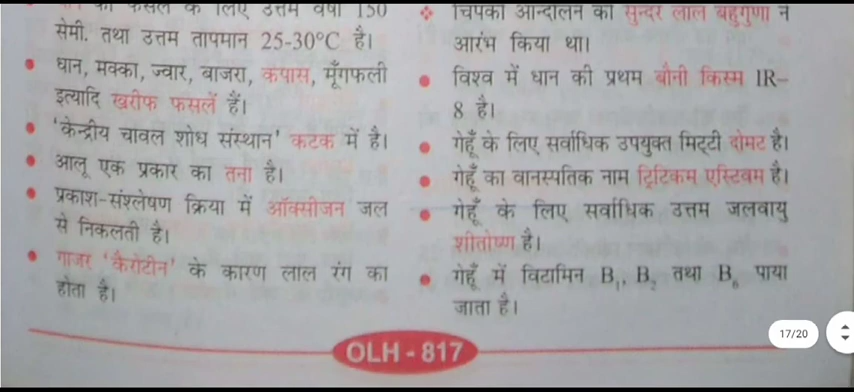 की फसल के लिए उत्तम वर्षा 150
सेमी. तथा उत्तम तापमान 25-30°C है।
• धान, मक्का, ज्वार, बाजरा, कपास, मूँगफली
इत्यादि खरीफ फसलें हैं।
• 'केन्द्रीय चावल शोध संस्थान' कटक में है।
• आलू एक प्रकार का तना है।
• प्रकाश-संश्लेषण क्रिया में ऑक्सीजन जल
से निकलती है।
• गाजर 'कैरोटीन' के कारण लाल रंग का
होता है।
❖ चिपको आन्दोलन को सुन्दर लाल बहुगुणा ने
आरंभ किया था।
• विश्व में धान की प्रथम बौनी किस्म IR-
8 है।
• गेहूँ के लिए सर्वाधिक उपयुक्त मिट्टी दोमट है।
• गेहूँ का वानस्पतिक नाम ट्रिटिकम एस्टिवम है।
• गेहूँ के लिए सर्वाधिक उत्तम जलवायु
शीतोष्ण है।
• गेहूँ में विटामिन B₁, B₂ तथा B₆ पाया
जाता है।
OLH - 817
17/20